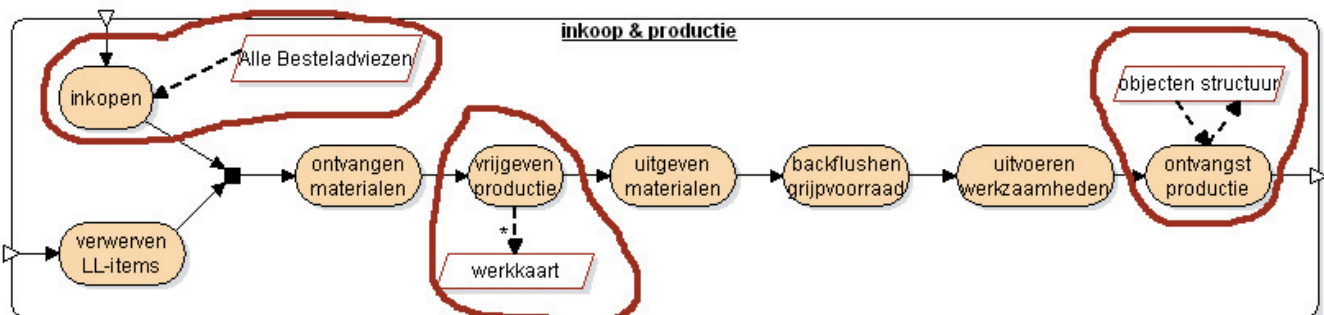 inkoop & productie
Alle Besteladviezen
inkopen
objecten structuur
ontvangen
materialen
vrijgeven
productie
uitgeven
materialen
backflushen
grijpvoorraad
uitvoeren
werkzaamheden
ontvangst
productie
*
werkkaart
verwerven
LL-items